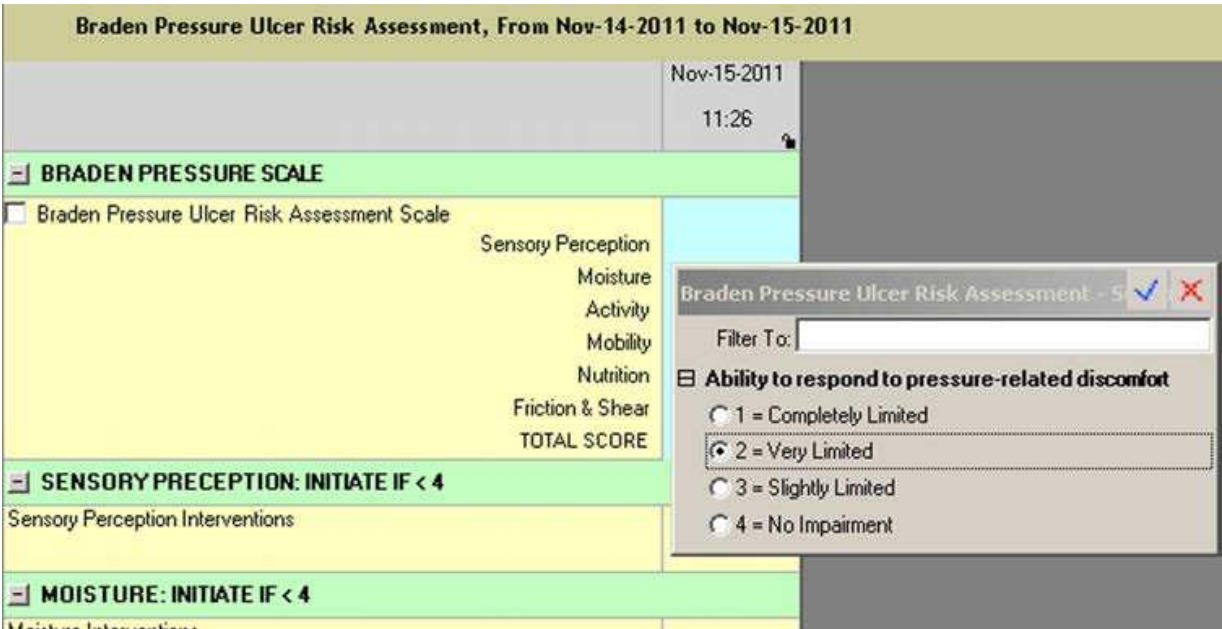 Braden Pressure Ulcer Risk Assessment, From Nov-14-2011 to Nov-15-2011
Nov-15-2011
11:26
BRADEN PRESSURE SCALE
Braden Pressure Ulcer Risk Assessment Scale
Sensory Perception
Moisture
Activity
Mobility
Nutrition
Friction & Shear
TOTAL SCORE
SENSORY PRECEPTION: INITIATE IF < 4
Sensory Perception Interventions
MOISTURE: INITIATE IF < 4
Moisture Interventions
Braden Pressure Ulcer Risk Assessment - S
Filter To:
Ability to respond to pressure-related discomfort
1 = Completely Limited
2 = Very Limited
3 = Slightly Limited
4 = No Impairment